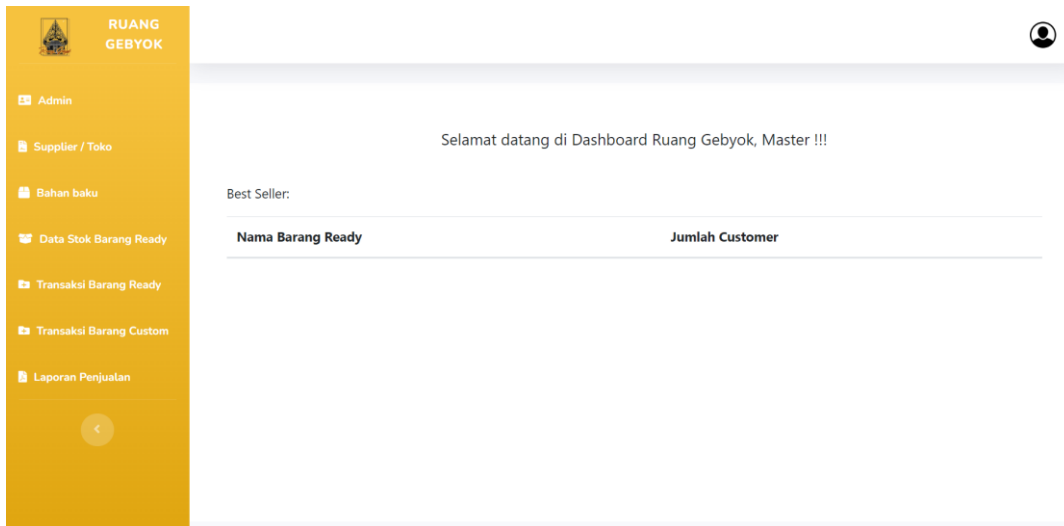 RUANG
GEBYOK
Admin
Supplier / Toko
Bahan baku
Data Stok Barang Ready
Transaksi Barang Ready
Transaksi Barang Custom
Laporan Penjualan
Selamat datang di Dashboard Ruang Gebyok, Master !!!
Best Seller:
Nama Barang Ready Jumlah Customer